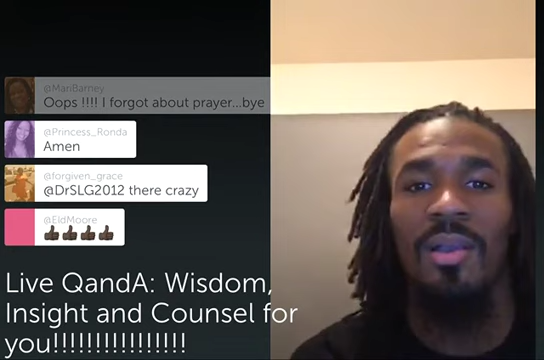 @MariBarney
Oops !!!! I forgot about prayer...bye
@Princess_Ronda
Amen
@forgiven_grace
@DrSLG2012 there crazy
@EldMoore
👍🏿👍🏿👍🏿👍🏿
Live QandA: Wisdom,
Insight and Counsel for
you!!!!!!!!!!!!!!!!!